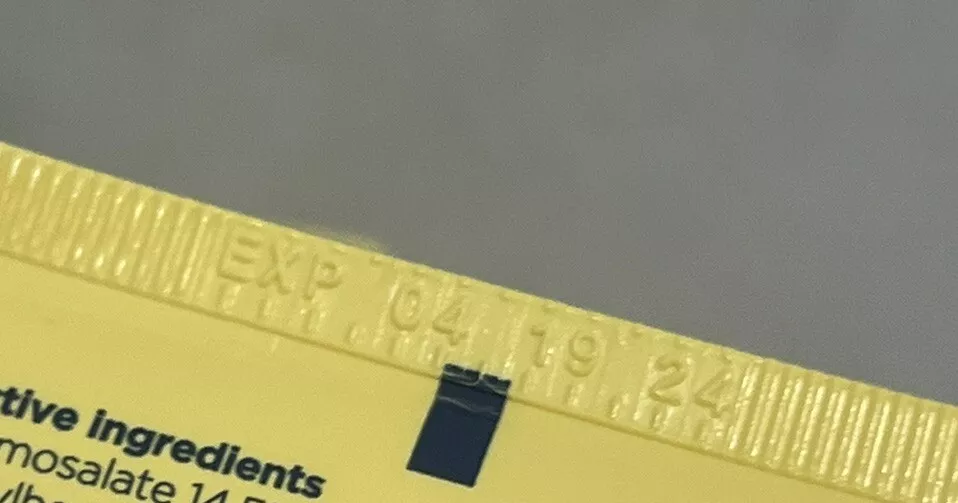 EXP 04 19 24
tive ingredients
mosalate 14